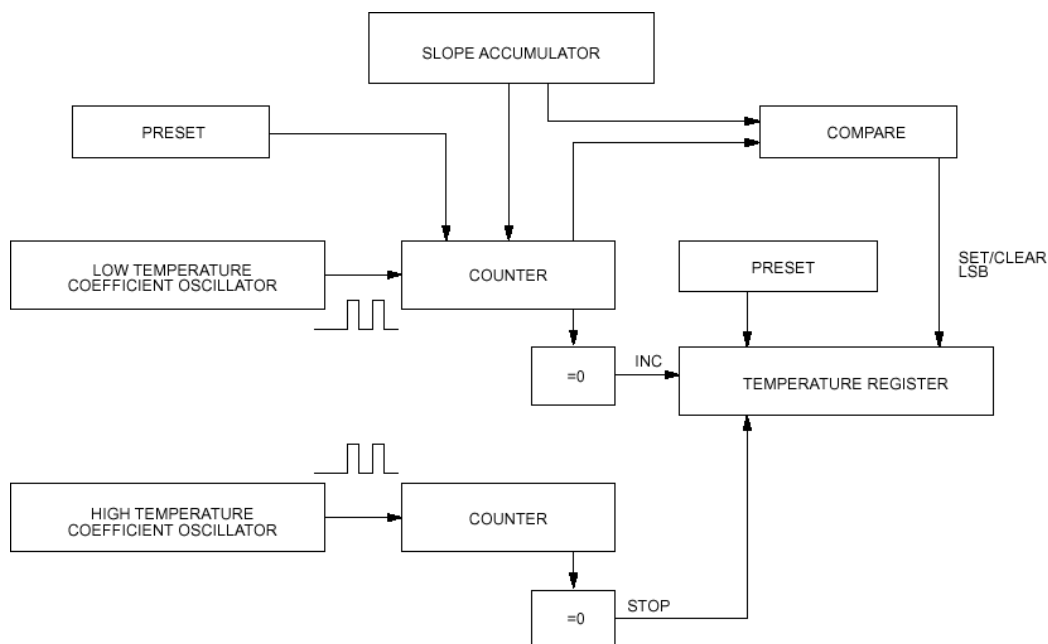 SLOPE ACCUMULATOR
PRESET
COMPARE
LOW TEMPERATURE
COEFFICIENT OSCILLATOR
COUNTER
PRESET
SET/CLEAR
LSB
=0
INC
TEMPERATURE REGISTER
HIGH TEMPERATURE
COEFFICIENT OSCILLATOR
COUNTER
=0
STOP